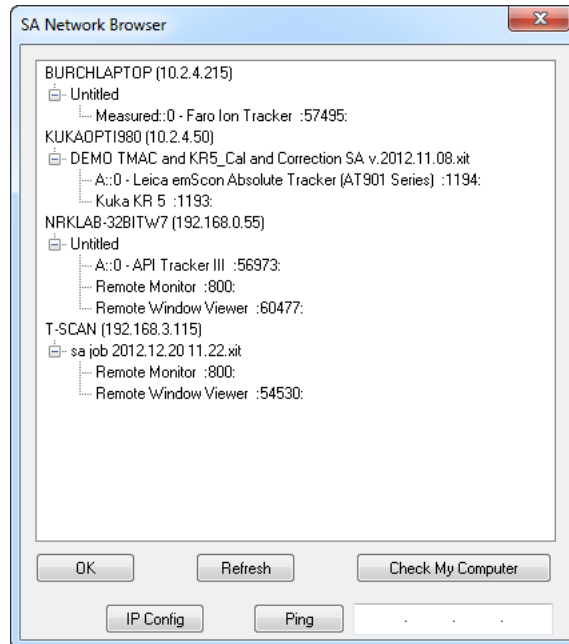 SA Network Browser
BURCHLAPTOP (10.2.4.215)
Untitled
Measured::0 - Faro Ion Tracker :57495:
KUKAOPTI980 (10.2.4.50)
DEMO TMAC and KR5_Cal and Correction SA v.2012.11.08.xit
A::0 - Leica emScon Absolute Tracker (AT901 Series) :1194:
Kuka KR 5 :1193:
NRKLAB-32BITW7 (192.168.0.55)
Untitled
A::0 - API Tracker III :56973:
Remote Monitor :800:
Remote Window Viewer :60477:
T-SCAN (192.168.3.115)
sa job 2012.12.20 11.22.xit
Remote Monitor :800:
Remote Window Viewer :54530:
OK Refresh Check My Computer
IP Config Ping . . .